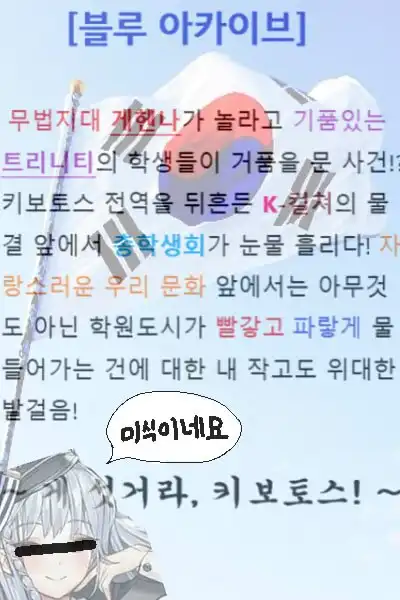 [블루 아카이브]
무법지대 게헨나가 놀라고 기품있는
트리니티의 학생들이 거품을 문 사건!?
키보토스 전역을 뒤흔든 K-컬쳐의 물
결 앞에서 총학생회가 눈물 흘리다! 자
랑스러운 우리 문화 앞에서는 아무것
도 아닌 학원도시가 빨갛고 파랗게 물
들어가는 건에 대한 내 작고도 위대한
발걸음!
미식이네요
거라, 키보토스! ~